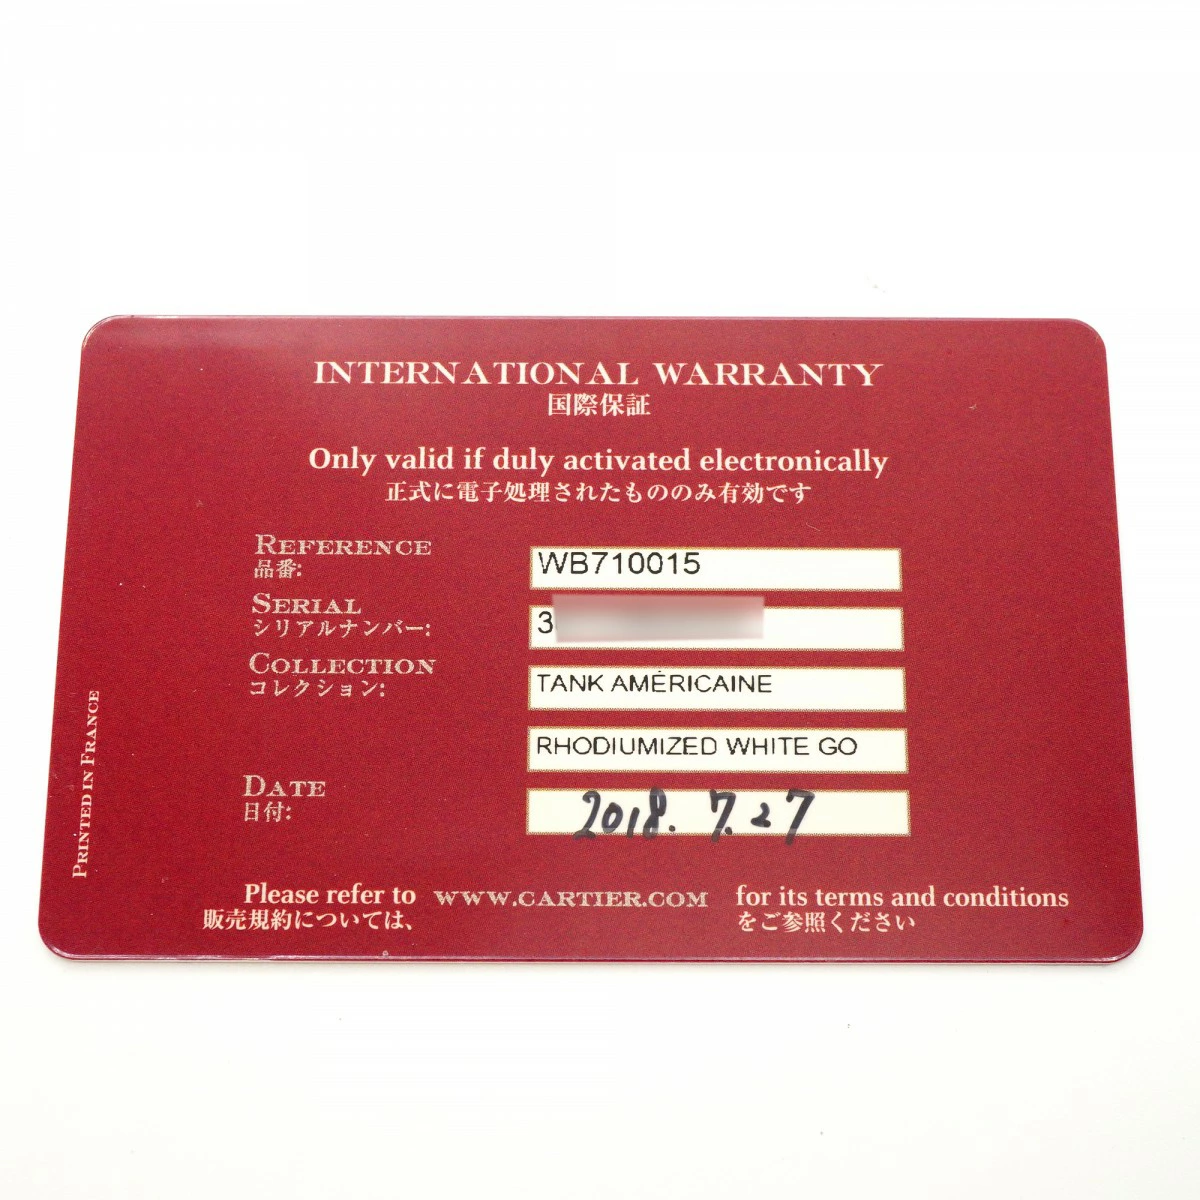 INTERNATIONAL WARRANTY
国際保証
Only valid if duly activated electronically
正式に電子処理されたもののみ有効です
REFERENCE
品番:
WB710015
SERIAL
シリアルナンバー:
3
COLLECTION
コレクション:
TANK AMÉRICAINE
RHODIUMIZED WHITE GO
DATE
日付:
2018. 7.27
Please refer to WWW.CARTIER.COM for its terms and conditions
販売規約については、 をご参照ください
PRINTED IN FRANCE